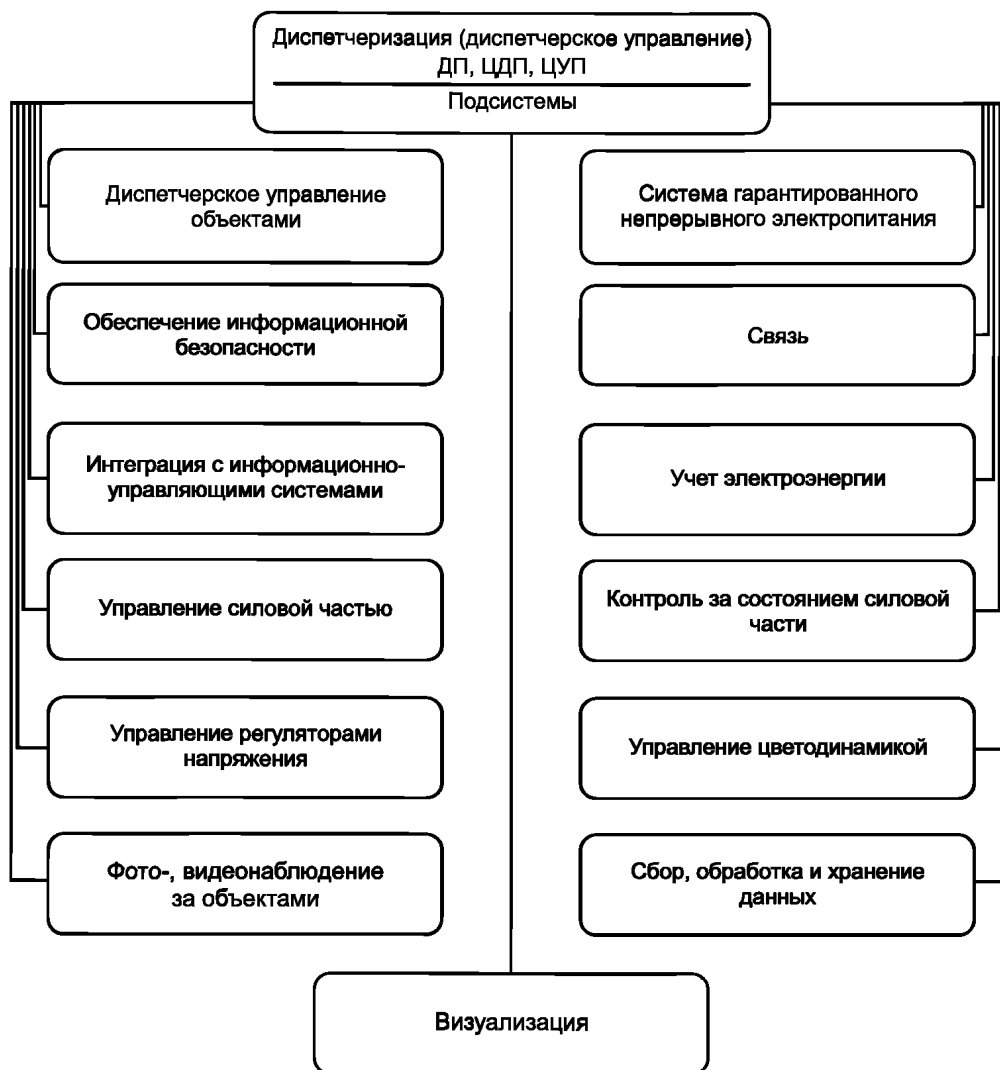 Диспетчеризация (диспетчерское управление)
ДП, ЦДП, ЦУП
Подсистемы
Диспетчерское управление
объектами
Обеспечение информационной
безопасности
Интеграция с информационно-
управляющими системами
Управление силовой частью
Управление регуляторами
напряжения
Фото-, видеонаблюдение
за объектами
Система гарантированного
непрерывного электропитания
Связь
Учет электроэнергии
Контроль за состоянием силовой
части
Управление цветодинамикой
Сбор, обработка и хранение
данных
Визуализация